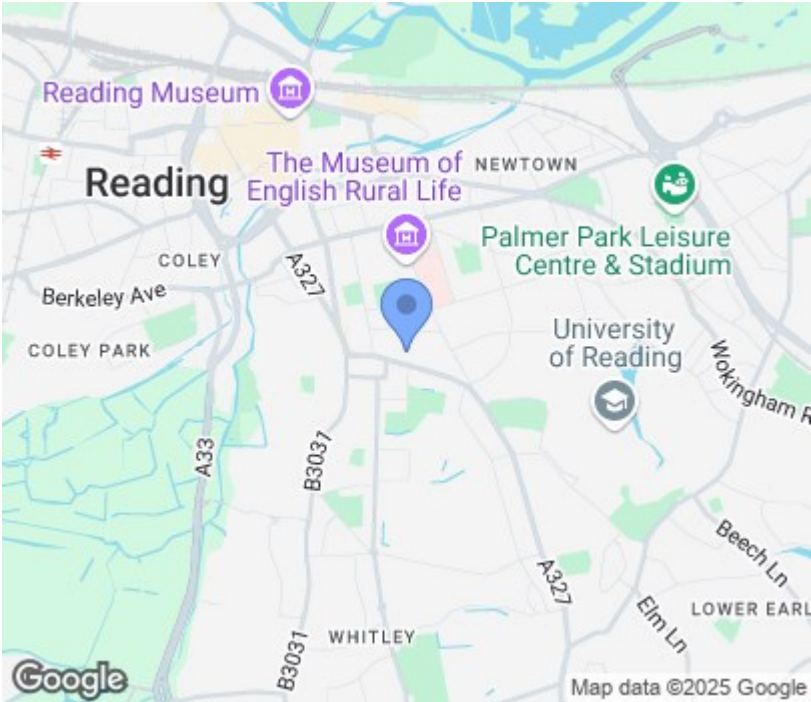 Reading Museum
The Museum of
English Rural Life
NEWTOWN
Reading
Palmer Park Leisure
Centre & Stadium
COLEY
A327
Berkeley Ave
University
of Reading
COLEY PARK
Wokingham R
A33
B3031
Beech Ln
A327
Elm Ln
LOWER EARL
WHITLEY
B3031
Google
Map data ©2025 Google